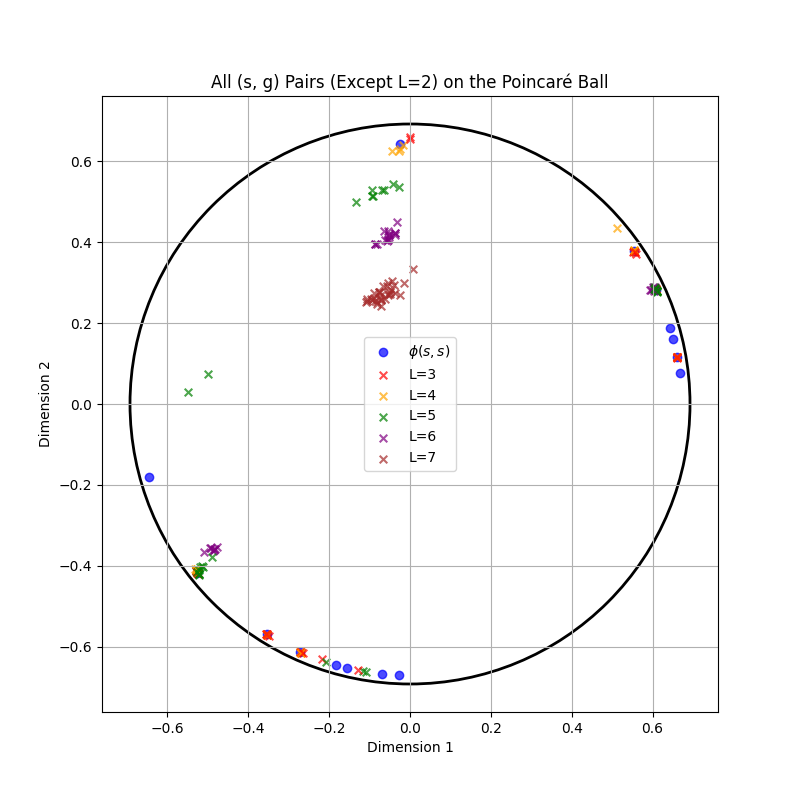 All (s, g) Pairs (Except L=2) on the Poincaré Ball
Dimension 2
0.6
0.4
0.2
0.0
−0.2
−0.4
−0.6
ϕ(s, s)
L=3
L=4
L=5
L=6
L=7
−0.6 −0.4 −0.2 0.0 0.2 0.4 0.6
Dimension 1